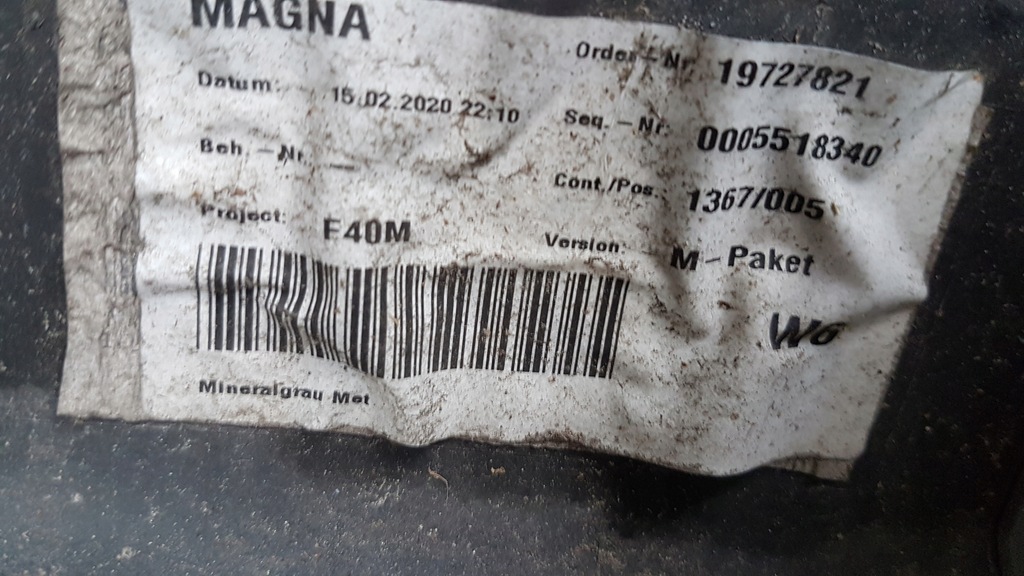 MAGNA
Order-Nr. 19727821
Datum: 15.02.2020 22:10
Seq.-Nr: 0005518340
Beh.-Nr. —
Cont./Pos.: 1367/005
Project: F40M
Version: M-Paket
W6
Mineralgrau Met